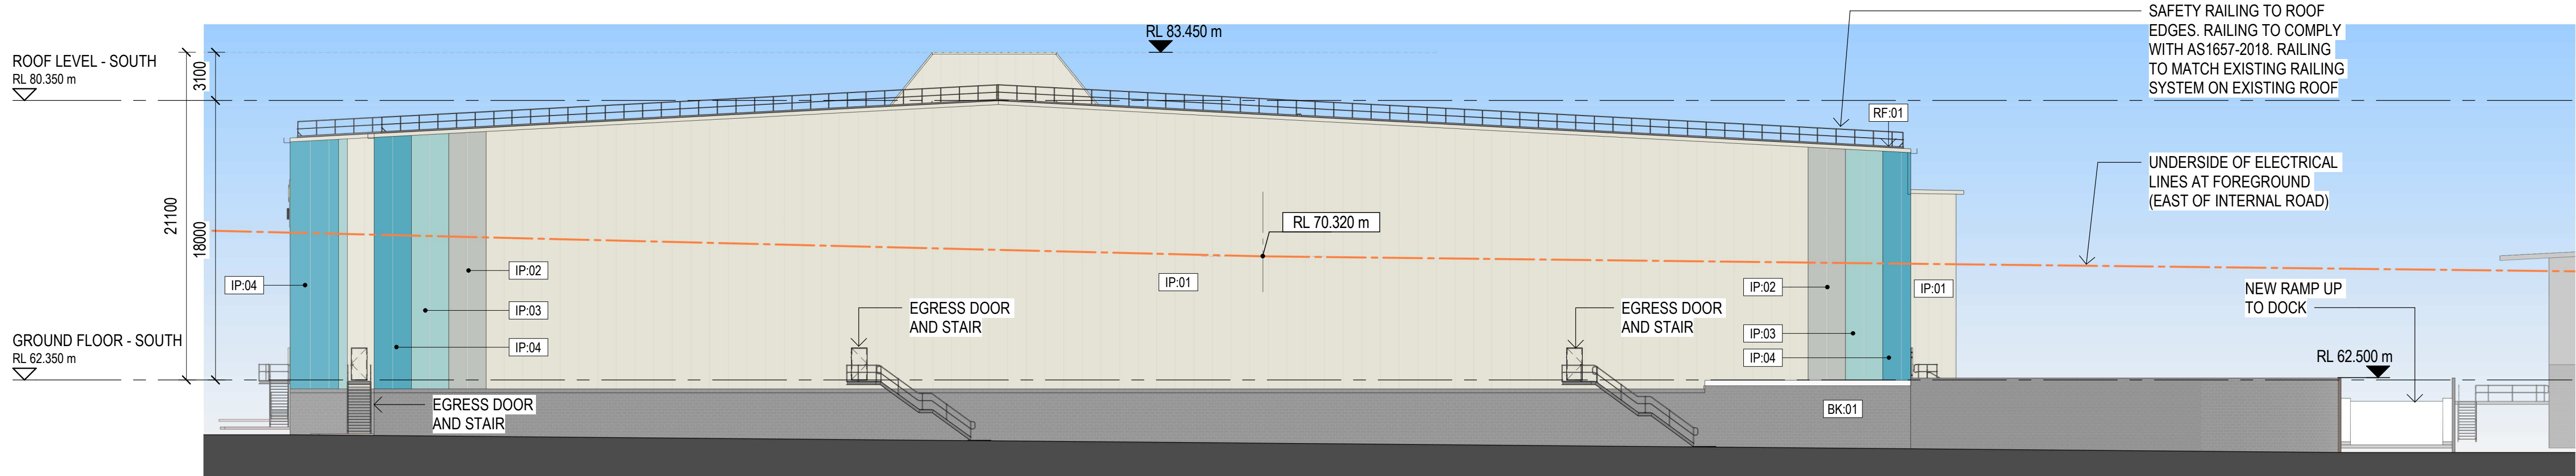 ROOF LEVEL - SOUTH
RL 80.350 m
3100
21100
18000
GROUND FLOOR - SOUTH
RL 62.350 m
RL 83.450 m
SAFETY RAILING TO ROOF
EDGES. RAILING TO COMPLY
WITH AS1657-2018. RAILING
TO MATCH EXISTING RAILING
SYSTEM ON EXISTING ROOF
RF:01
UNDERSIDE OF ELECTRICAL
LINES AT FOREGROUND
(EAST OF INTERNAL ROAD)
RL 70.320 m
IP:04
IP:02
IP:03
IP:04
IP:01
EGRESS DOOR
AND STAIR
EGRESS DOOR
AND STAIR
EGRESS DOOR
AND STAIR
IP:02
IP:03
IP:04
IP:01
BK:01
NEW RAMP UP
TO DOCK
RL 62.500 m